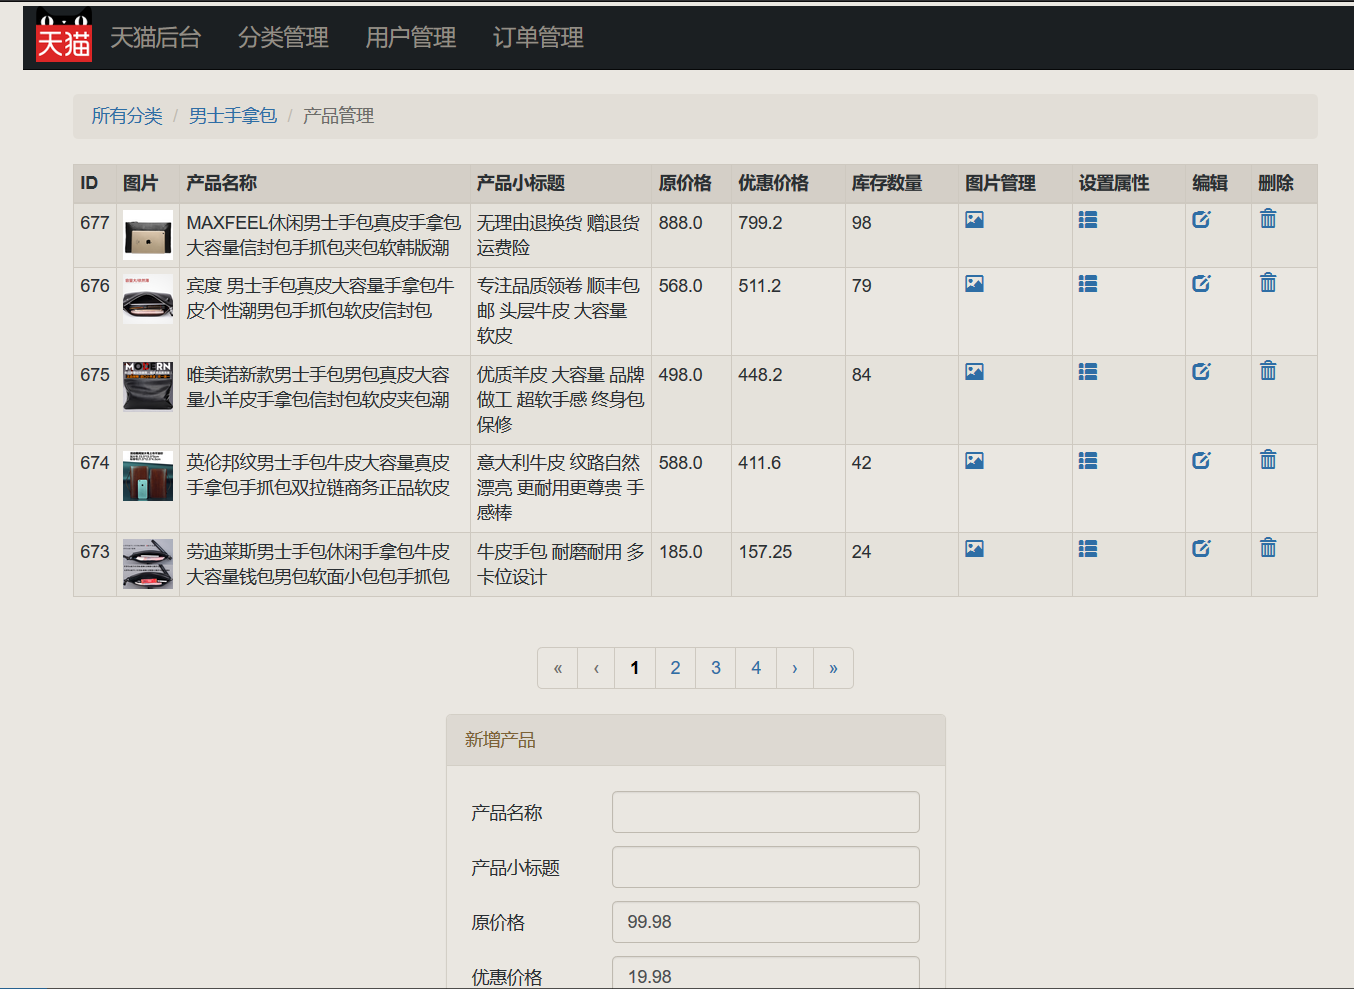 天猫 天猫后台 分类管理 用户管理 订单管理
所有分类 / 男士手拿包 / 产品管理
ID 图片 产品名称 产品小标题 原价格 优惠价格 库存数量 图片管理 设置属性 编辑 删除
677 MAXFEEL休闲男士手包真皮手拿包 无理由退换货 赠退货 888.0 799.2 98
大容量信封包手抓包夹包软韩版潮 运费险
676 宾度 男士手包真皮大容量手拿包牛 专注品质领卷 顺丰包 568.0 511.2 79
皮个性潮男包手抓包软皮信封包 邮 头层牛皮 大容量
软皮
MODERN
675 唯美诺新款男士手包男包真皮大容 优质羊皮 大容量 品牌 498.0 448.2 84
量小羊皮手拿包信封包软皮夹包潮 做工 超软手感 终身包
保修
674 英伦邦纹男士手包牛皮大容量真皮 意大利牛皮 纹路自然 588.0 411.6 42
手拿包手抓包双拉链商务正品软皮 漂亮 更耐用更尊贵 手
感棒
673 劳迪莱斯男士手包休闲手拿包牛皮 牛皮手包 耐磨耐用 多 185.0 157.25 24
大容量钱包男包软面小包包手抓包 卡位设计
« ‹ 1 2 3 4 › »
新增产品
产品名称
产品小标题
原价格 99.98
优惠价格 19.98